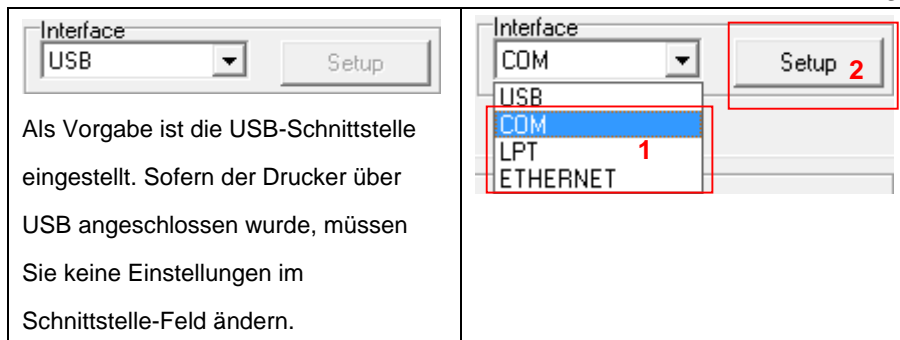 Interface
USB
Setup
Als Vorgabe ist die USB-Schnittstelle
eingestellt. Sofern der Drucker über
USB angeschlossen wurde, müssen
Sie keine Einstellungen im
Schnittstelle-Feld ändern.
Interface
COM
Setup 2
USB
COM
LPT 1
ETHERNET